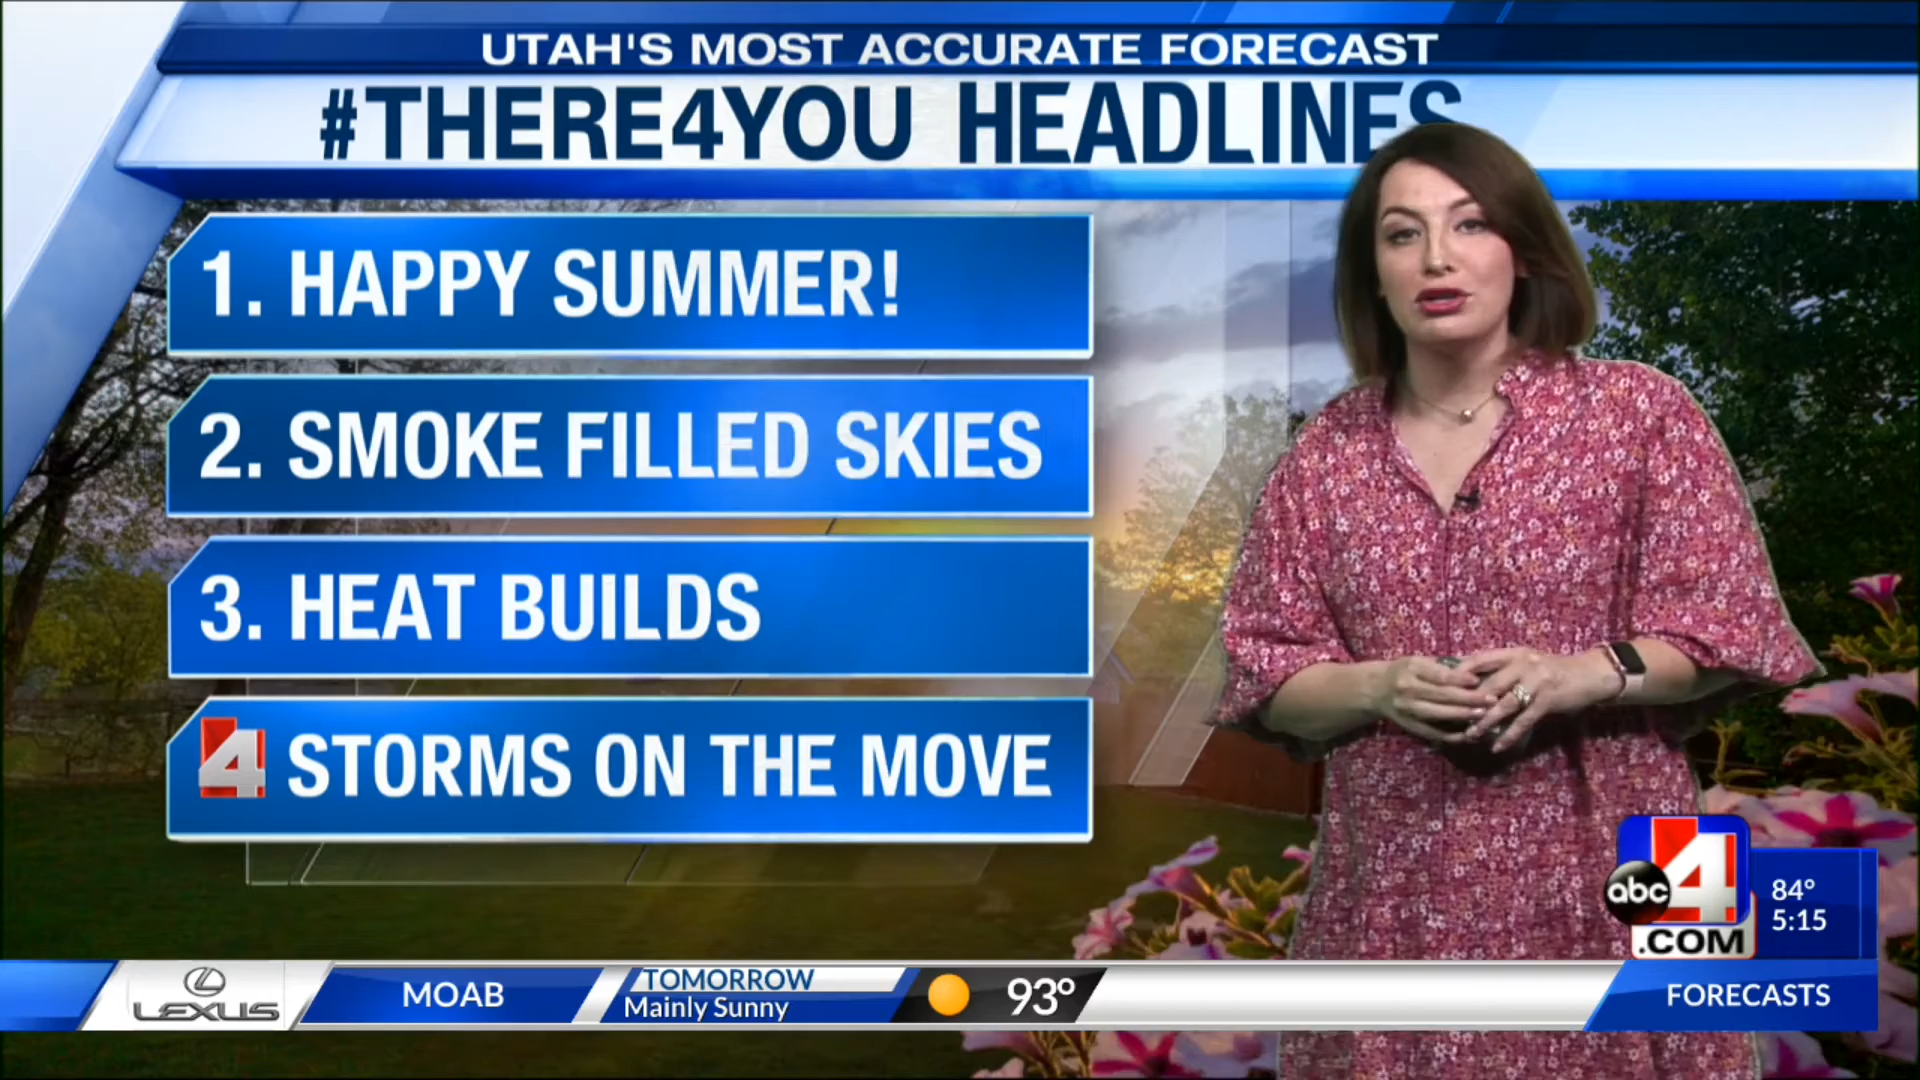 UTAH'S MOST ACCURATE FORECAST
#THERE4YOU HEADLINES
1. HAPPY SUMMER!
2. SMOKE FILLED SKIES
3. HEAT BUILDS
4 STORMS ON THE MOVE
abc 4
.COM
84°
5:15
LEXUS
MOAB
TOMORROW
Mainly Sunny
93°
FORECASTS